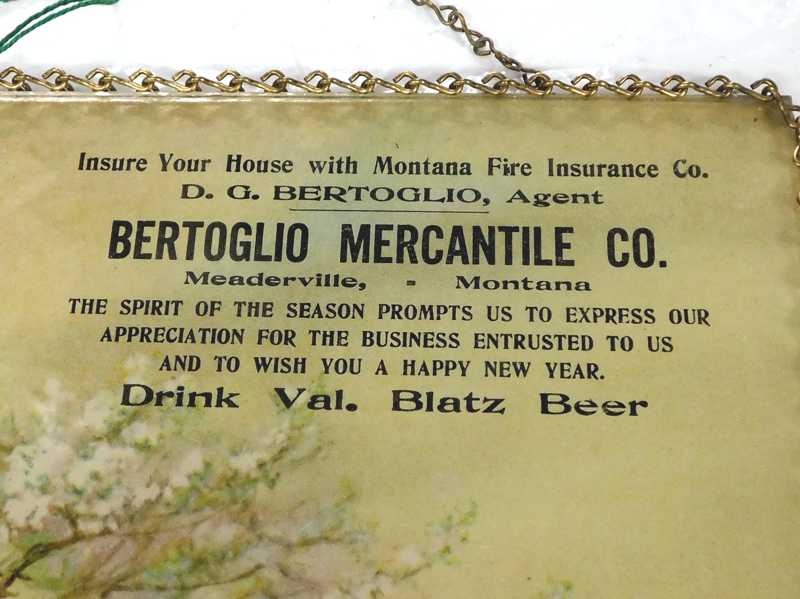 Insure Your House with Montana Fire Insurance Co.
D. G. BERTOGLIO, Agent
BERTOGLIO MERCANTILE CO.
Meaderville, - Montana
THE SPIRIT OF THE SEASON PROMPTS US TO EXPRESS OUR
APPRECIATION FOR THE BUSINESS ENTRUSTED TO US
AND TO WISH YOU A HAPPY NEW YEAR.
Drink Val. Blatz Beer